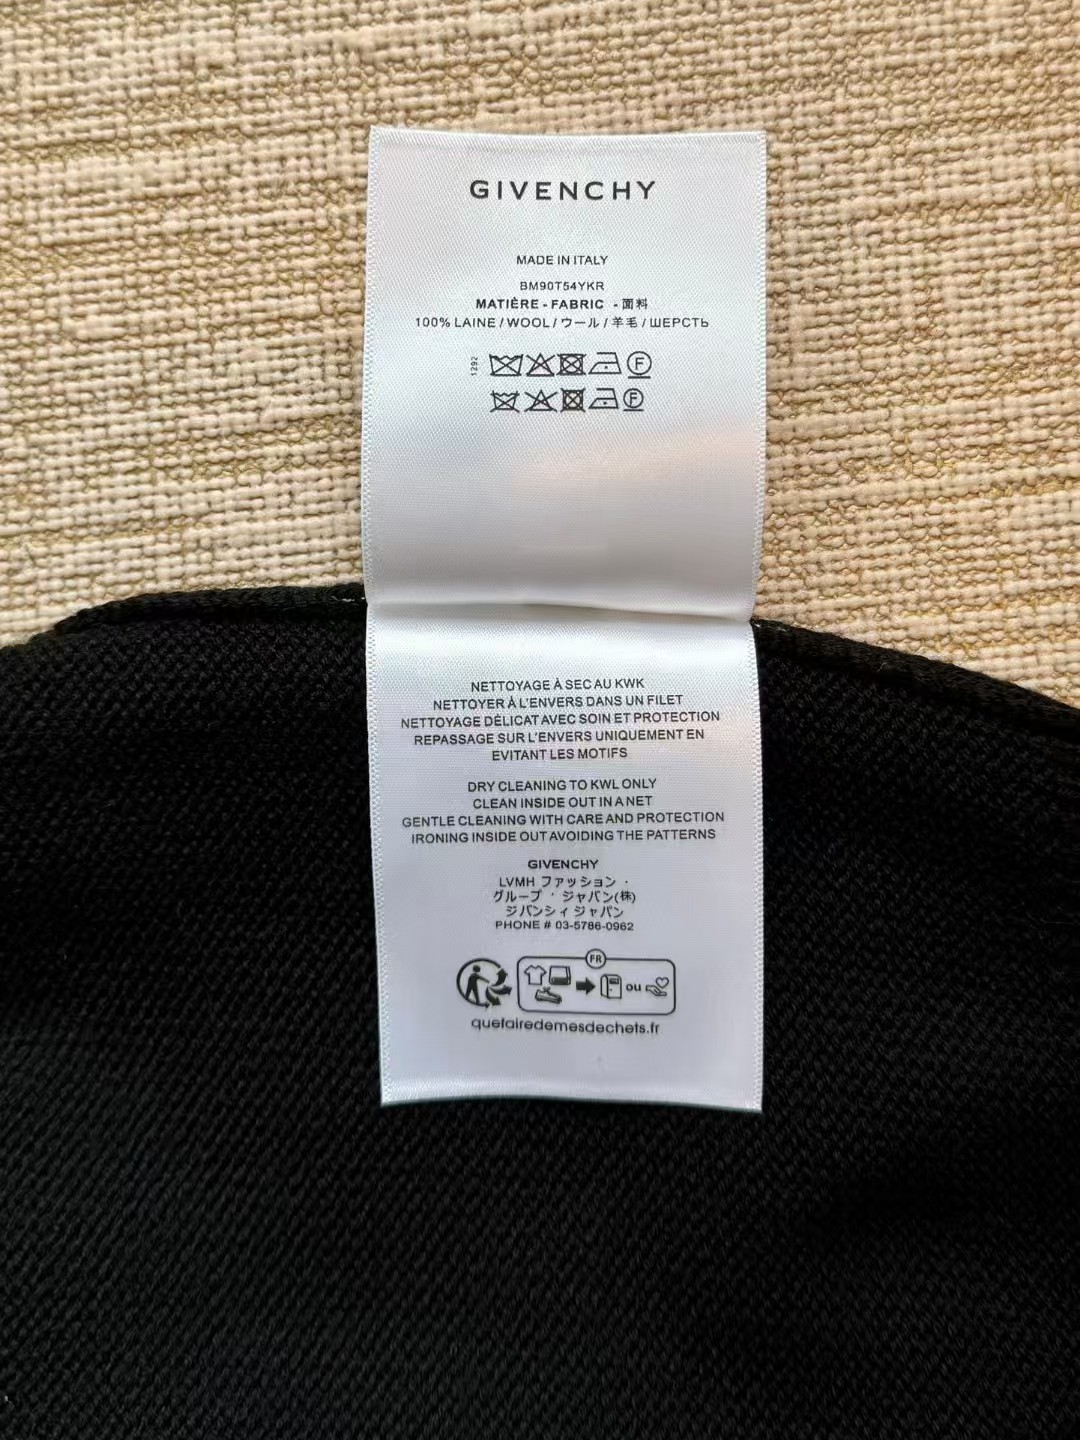 GIVENCHY
MADE IN ITALY
BM90T54YKR
MATIÈRE - FABRIC - 面料
100% LAINE / WOOL / ウール / 羊毛 / ШЕРСТЬ
1292
F
F
NETTOYAGE À SEC AU KWK
NETTOYER À L'ENVERS DANS UN FILET
NETTOYAGE DÉLICAT AVEC SOIN ET PROTECTION
REPASSAGE SUR L'ENVERS UNIQUEMENT EN
EVITANT LES MOTIFS
DRY CLEANING TO KWL ONLY
CLEAN INSIDE OUT IN A NET
GENTLE CLEANING WITH CARE AND PROTECTION
IRONING INSIDE OUT AVOIDING THE PATTERNS
GIVENCHY
LVMH ファッション ·
グループ · ジャパン(株)
ジバンシィ ジャパン
PHONE # 03-5786-0962
FR
ou
quefairedemesdechets.fr